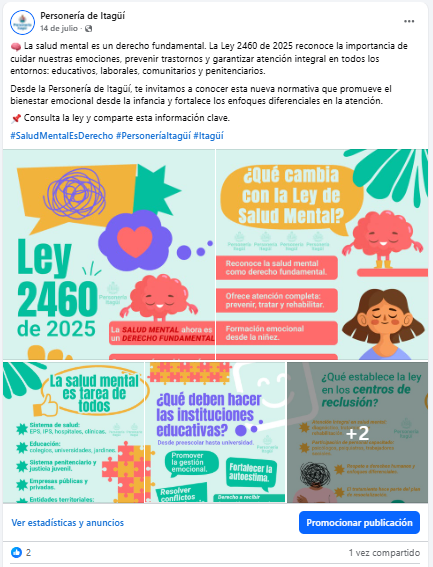 Personería de Itagüí
14 de julio
🧠 La salud mental es un derecho fundamental. La Ley 2460 de 2025 reconoce la importancia de
cuidar nuestras emociones, prevenir trastornos y garantizar atención integral en todos los
entornos: educativos, laborales, comunitarios y penitenciarios.
Desde la Personería de Itagüí, te invitamos a conocer esta nueva normativa que promueve el
bienestar emocional desde la infancia y fortalece los enfoques diferenciales en la atención.
📌 Consulta la ley y comparte esta información clave.
#SaludMentalEsDerecho #PersoneríaItagüí #Itagüí
Ley
2460
de 2025
La SALUD MENTAL ahora es
un DERECHO FUNDAMENTAL
¿Qué cambia
con la Ley de
Salud Mental?
Reconoce la salud mental
como derecho fundamental.
Ofrece atención completa:
prevenir, tratar y rehabilitar.
Formación emocional
desde la niñez.
La salud mental
es tarea de
todos
Sistema de salud:
EPS, IPS, hospitales, clínicas.
Educación:
colegios, universidades, jardines.
Sistema penitenciario y
justicia juvenil.
Empresas públicas y
privadas.
Entidades territoriales:
¿Qué deben hacer
las instituciones
educativas?
Desde preescolar hasta universidad.
Promover
la gestión
emocional.
Fortalecer la
autoestima.
Resolver
conflictos
Derecho a recibir
¿Qué establece la ley
en los centros de
reclusión?
+2
Ver estadísticas y anuncios
Promocionar publicación
2
1 vez compartido